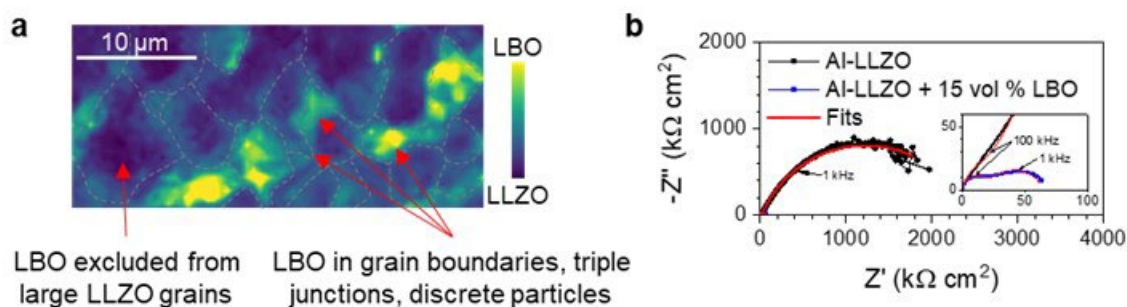 a
10 µm
LBO
LLZO
LBO excluded from
large LLZO grains
LBO in grain boundaries, triple
junctions, discrete particles
b
2000
1000
0
-Z" (kΩ cm²)
Al-LLZO
Al-LLZO + 15 vol % LBO
Fits
1 kHz
50
0
100 kHz
1 kHz
0 50 100
0 1000 2000 3000 4000
Z' (kΩ cm²)